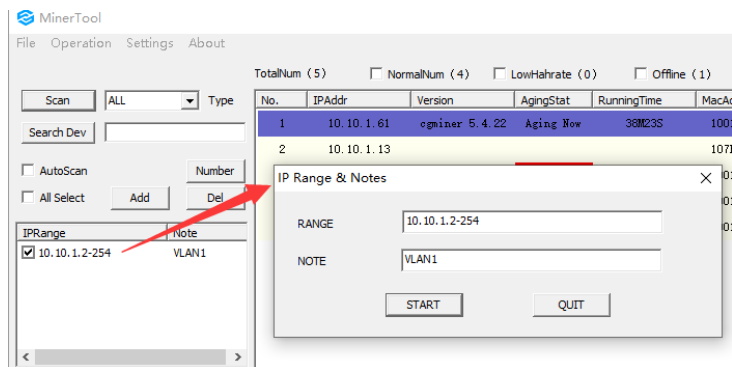 MinerTool
File Operation Settings About
TotalNum (5) NormalNum (4) LowHahrate (0) Offline (1)
Scan ALL Type
No. IPAddr Version AgingStat RunningTime MacAd
1 10.10.1.61 cgminer 5.4.22 Aging Now 38M23S 100
Search Dev
2 10.10.1.13 107
AutoScan Number
All Select Add Del
IPRange Note
10.10.1.2-254 VLAN1
IP Range & Notes
RANGE 10.10.1.2-254
NOTE VLAN1
START QUIT